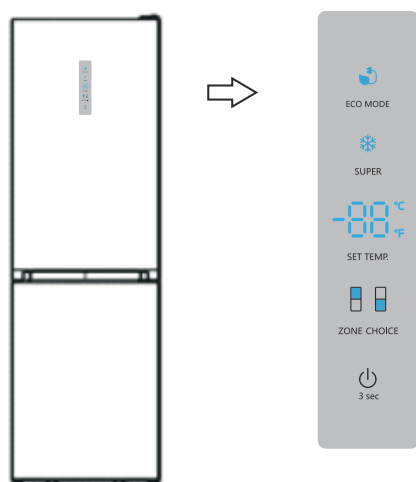 ECO MODE
SUPER
-88 °C
°F
SET TEMP.
ZONE CHOICE
3 sec